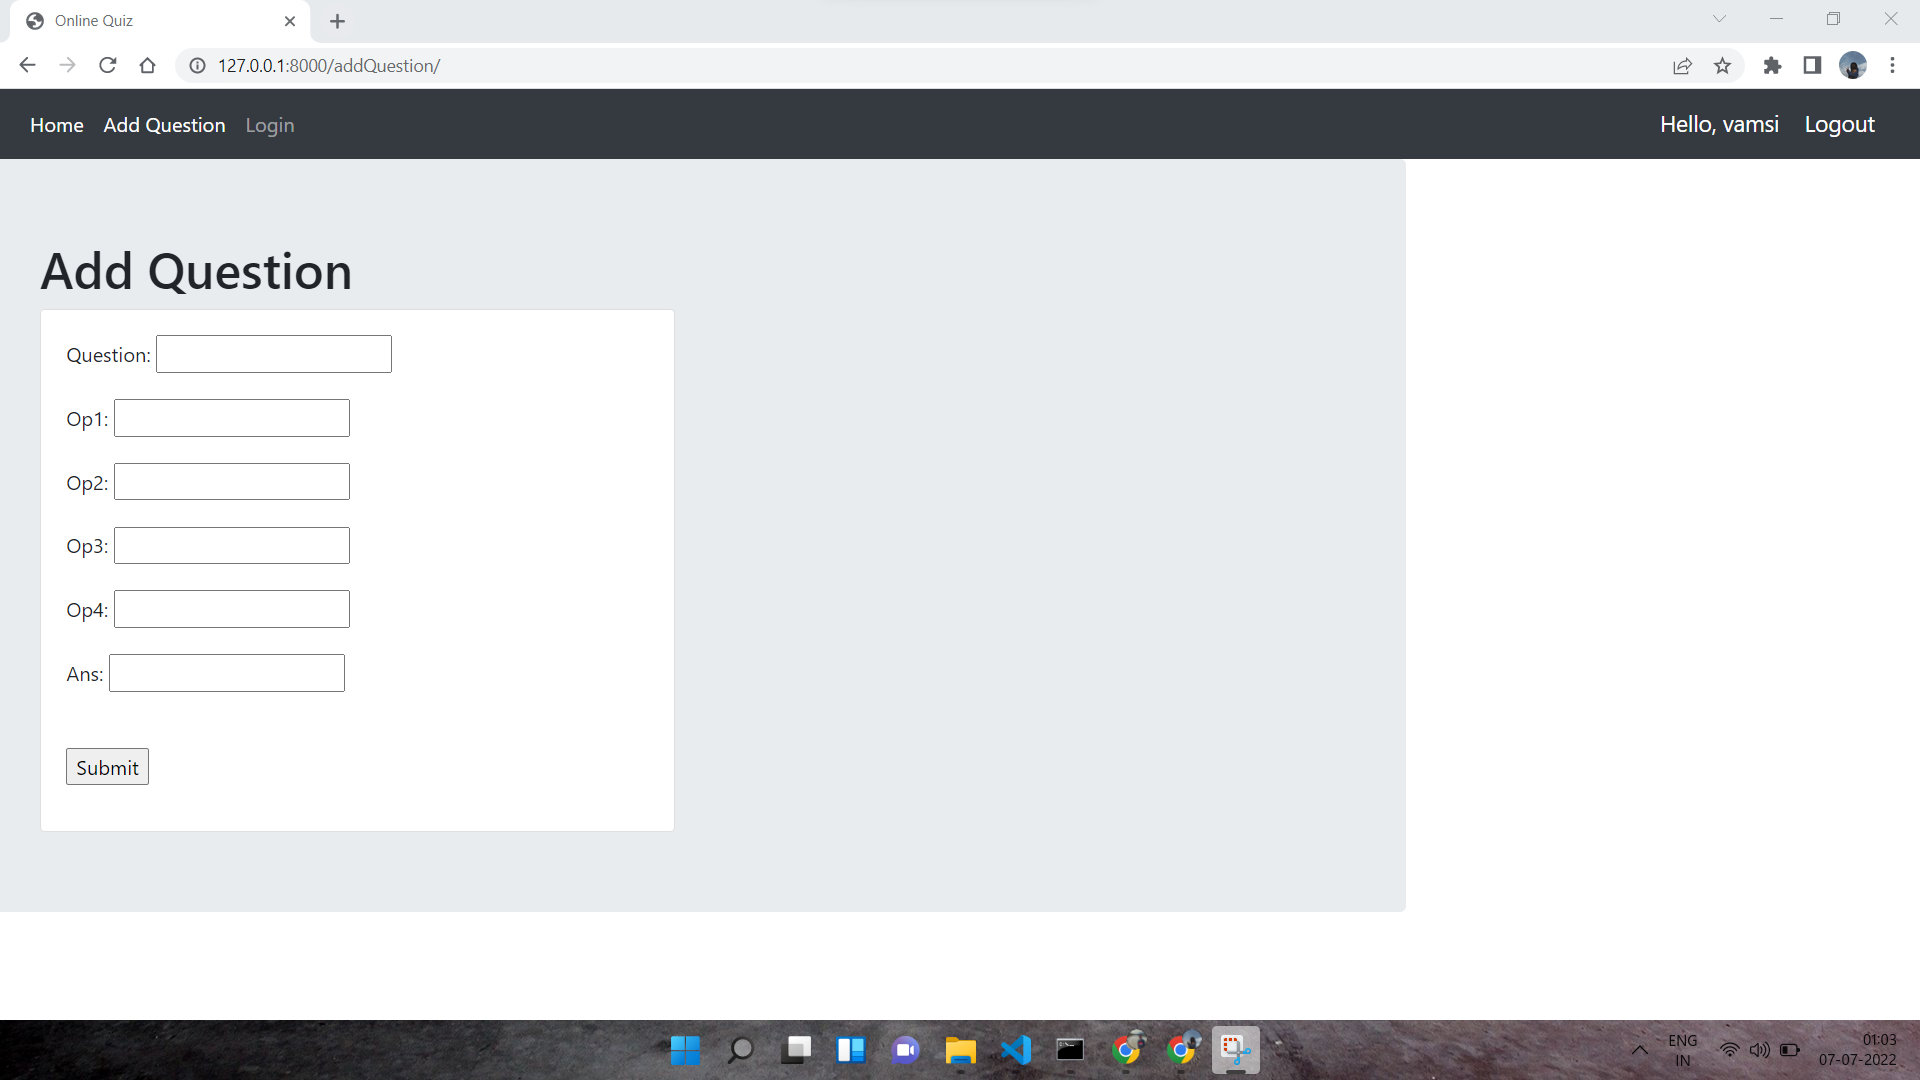 Online Quiz
127.0.0.1:8000/addQuestion/
Home Add Question Login Hello, vamsi Logout
Add Question
Question:
Op1:
Op2:
Op3:
Op4:
Ans:
Submit
ENG 01:03
IN 07-07-2022